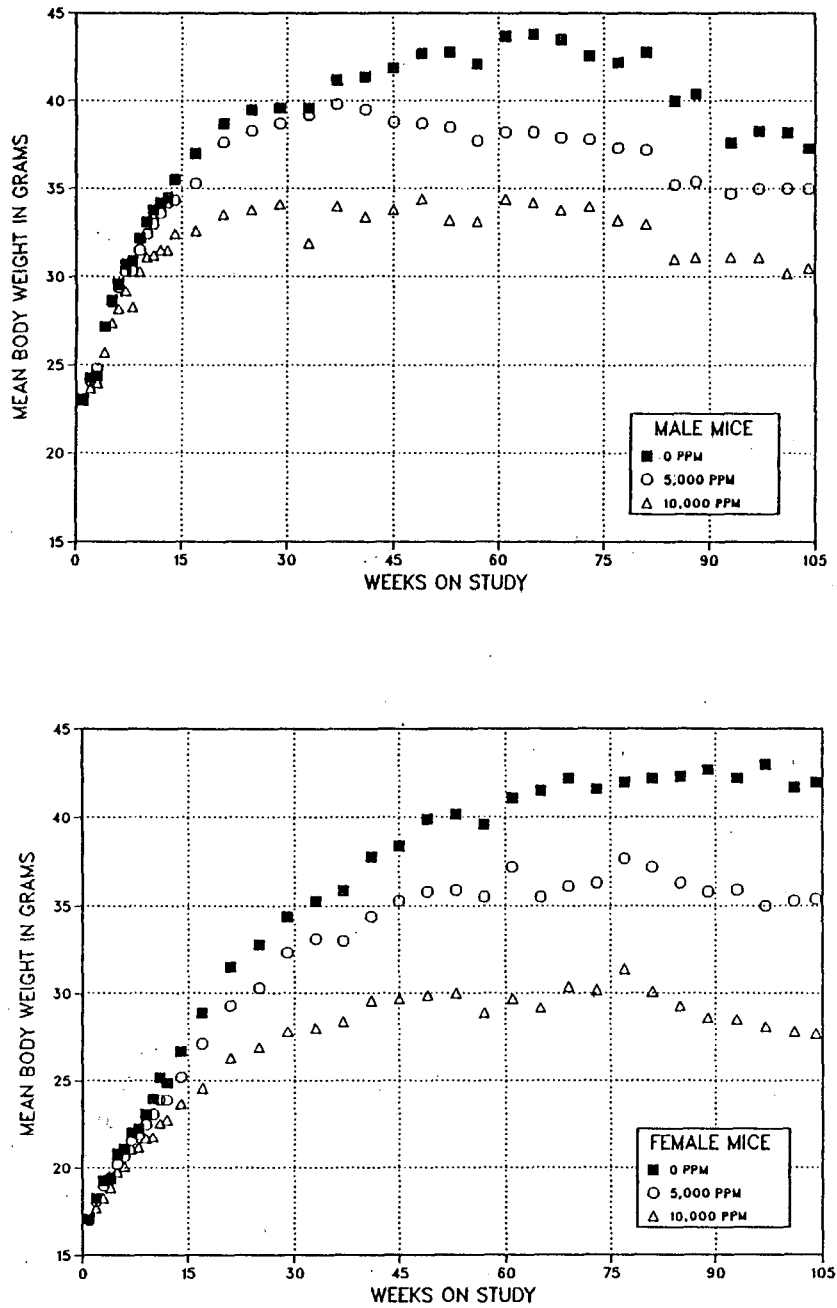 45
40
35
30
25
20
15
MEAN BODY WEIGHT IN GRAMS
MALE MICE
■ 0 PPM
○ 5,000 PPM
△ 10,000 PPM
0 15 30 45 60 75 90 105
WEEKS ON STUDY
45
40
35
30
25
20
15
MEAN BODY WEIGHT IN GRAMS
FEMALE MICE
■ 0 PPM
○ 5,000 PPM
△ 10,000 PPM
0 15 30 45 60 75 90 105
WEEKS ON STUDY